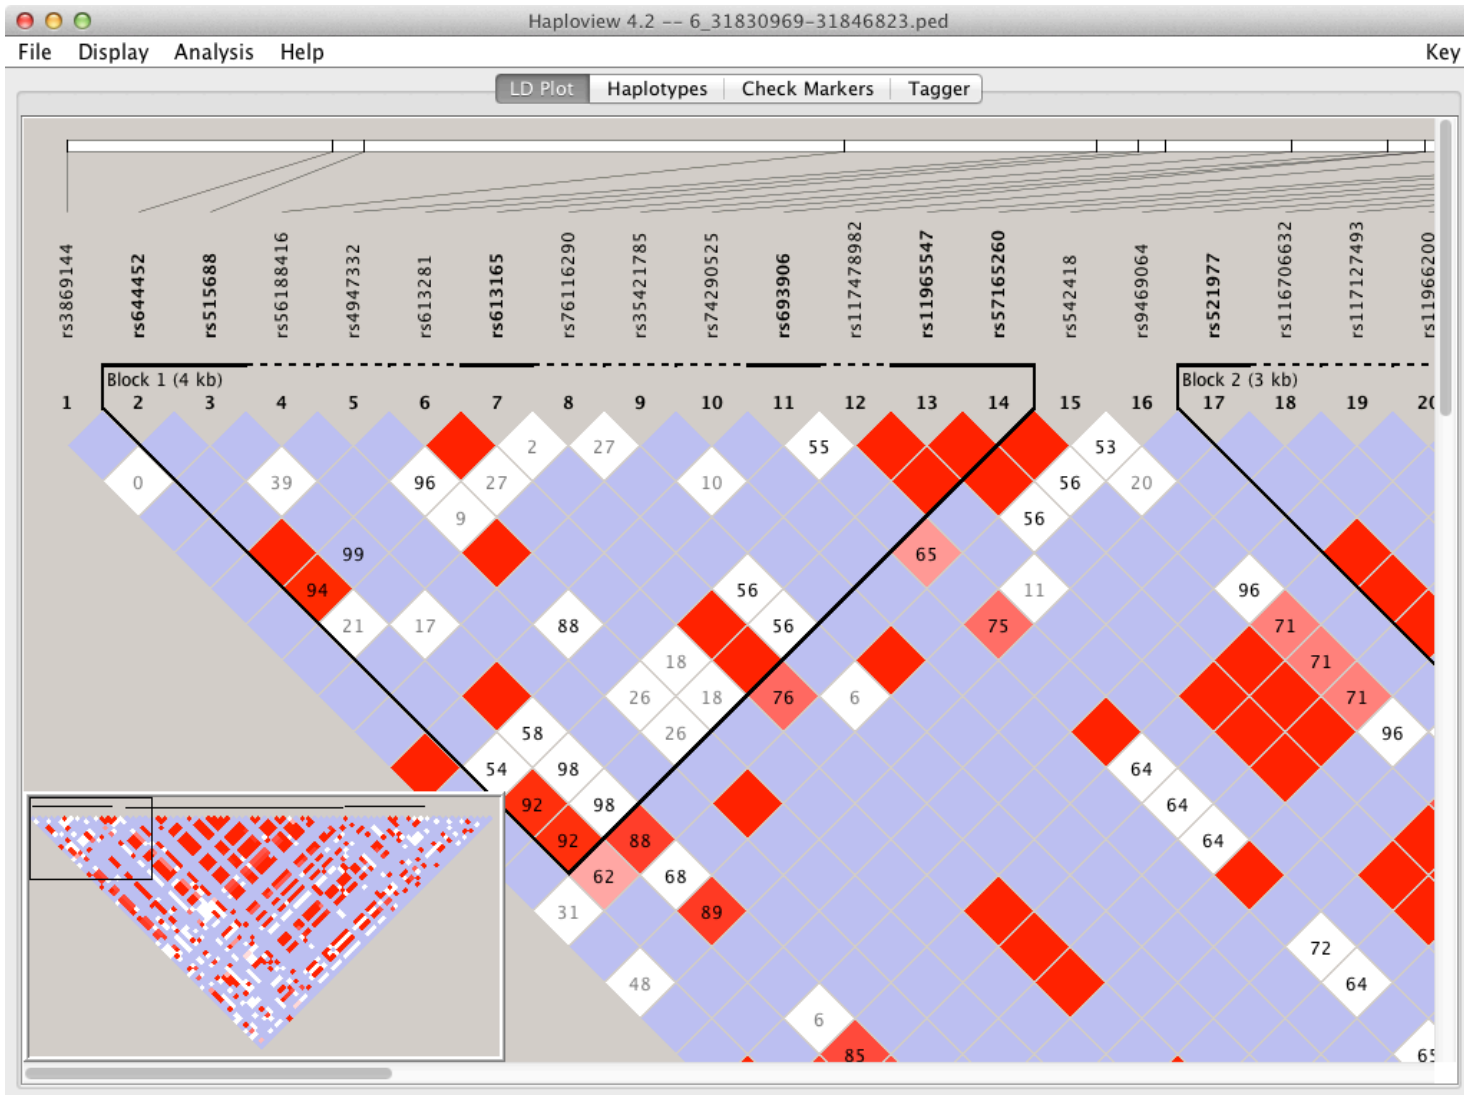 Haploview 4.2 -- 6_31830969-31846823.ped
File Display Analysis Help Key
LD Plot Haplotypes Check Markers Tagger
rs3869144 rs644452 rs515688 rs56188416 rs4947332 rs613281 rs613165 rs76116290 rs35421785 rs74290525 rs693906 rs117478982 rs11965547 rs57165260 rs542418 rs9469064 rs521977 rs116706632 rs117127493 rs11966200
Block 1 (4 kb) Block 2 (3 kb)
1 2 3 4 5 6 7 8 9 10 11 12 13 14 15 16 17 18 19 20
2 27 55 53
0 39 96 27 10 56 20
9 56
99 65
94 56 11 96
21 17 88 56 75 71
18 71
26 18 76 6 71
58 26 96
54 98 64
92 98 64
92 88 64
62 68
31 89
72
48 64
6
85 65